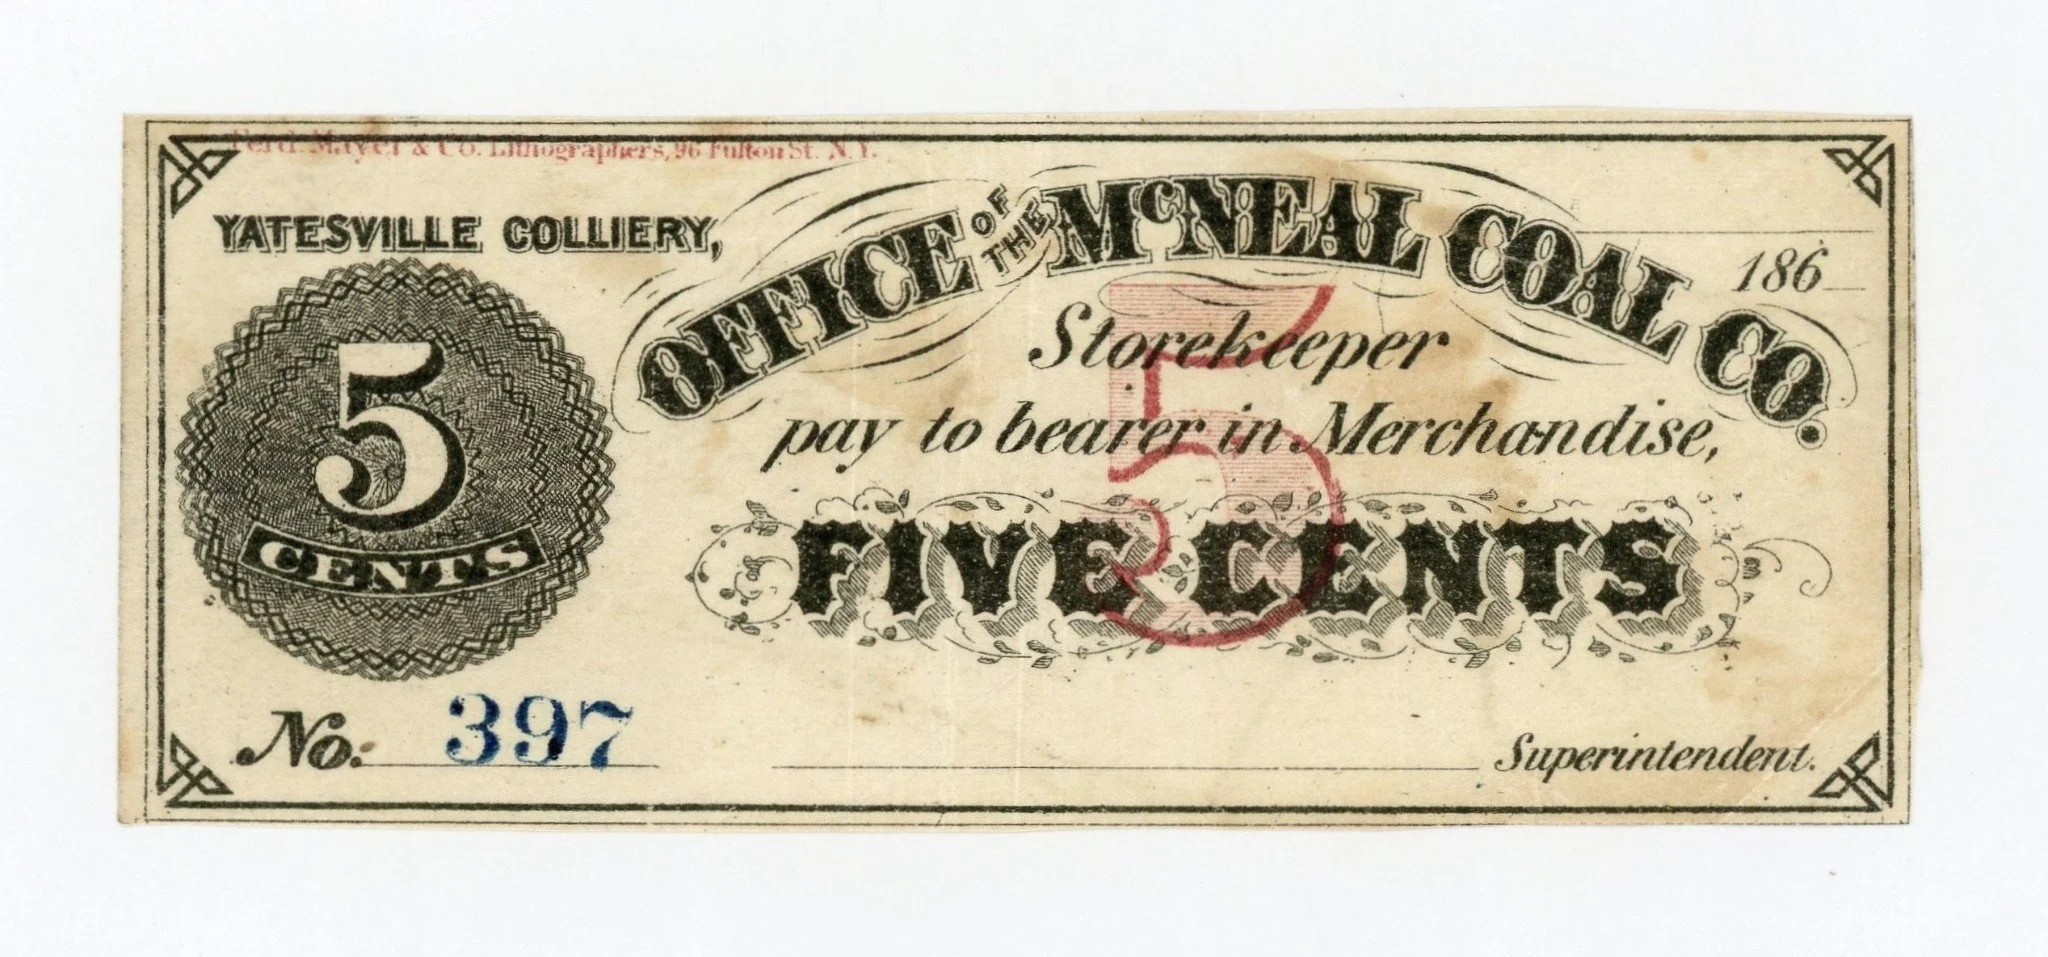 Ferd. Mayer & Co. Lithographers, 96 Fulton St. N.Y.
YATESVILLE COLLIERY,
OFFICE OF THE McNEAL COAL CO.
186
5
CENTS
Storekeeper
pay to bearer in Merchandise,
5
FIVE CENTS
No. 397
Superintendent.